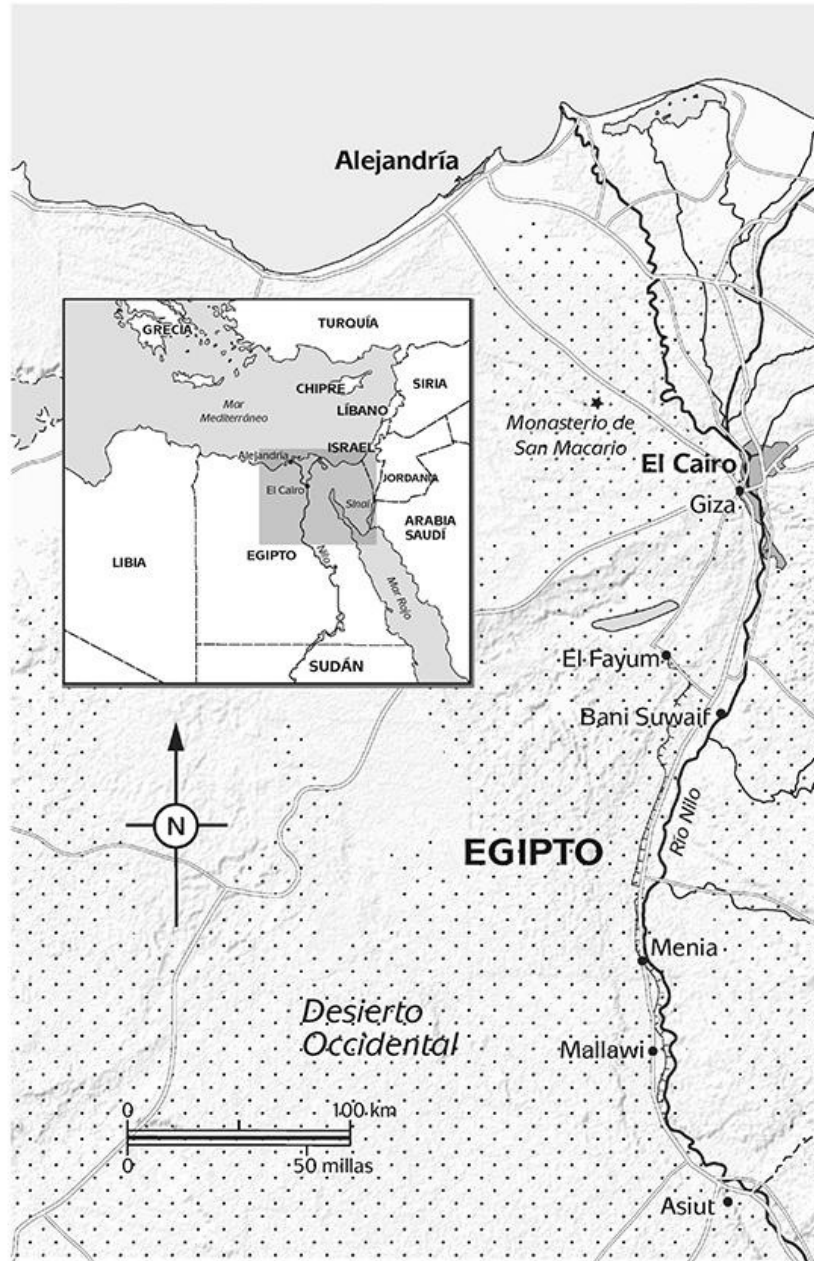 Alejandría
GRECIA
TURQUÍA
CHIPRE
SIRIA
Mar
Mediterráneo
LÍBANO
ISRAEL
Alejandría
JORDANIA
El Cairo
Sinaí
ARABIA
SAUDÍ
LIBIA
EGIPTO
Nilo
Mar Rojo
SUDÁN
Monasterio de
San Macario
El Cairo
Giza
El Fayum
Bani Suwaif
N
EGIPTO
Río Nilo
Menia
Desierto
Occidental
Mallawi
0 100 km
0 50 millas
Asiut